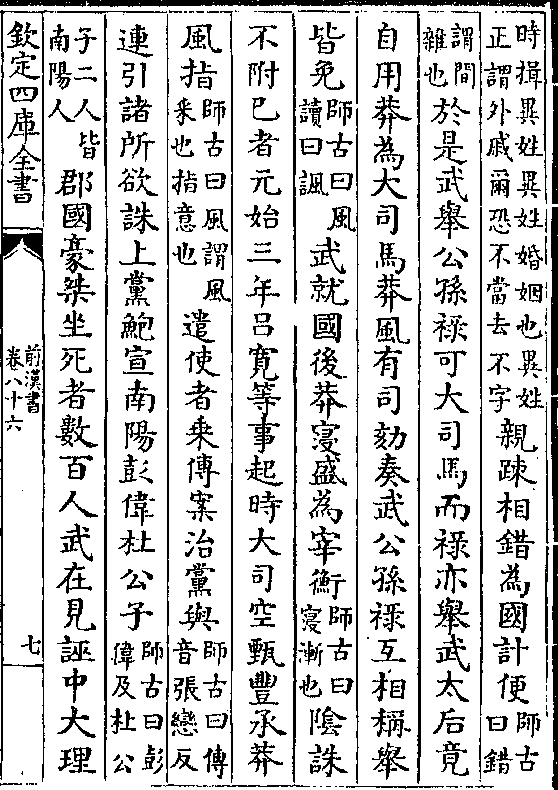 時揖異姓異姓婚姻也異姓正謂外戚爾恐不當去不字親疎相錯為國計便師古曰錯
謂間雜也於是武舉公孫祿可大司馬而祿亦舉武太后竟
自用莽為大司馬莽風有司劾奏武公孫祿互相稱舉
皆免師古曰風讀曰諷武就國後莽寖盛為宰衡師古曰寖漸也陰誅
不附已者元始三年吕寛等事起時大司空甄豐承莽
風指師古曰風謂風采也指意也遣使者乘傳案治黨與師古曰傳音張戀反
連引諸所欲誅上黨鮑宣南陽彭偉杜公子師古曰彭偉及杜公
子二人皆南陽人郡國豪桀坐死者數百人武在見誣中大理
欽定四庫全書
前漢書
卷八十六
七